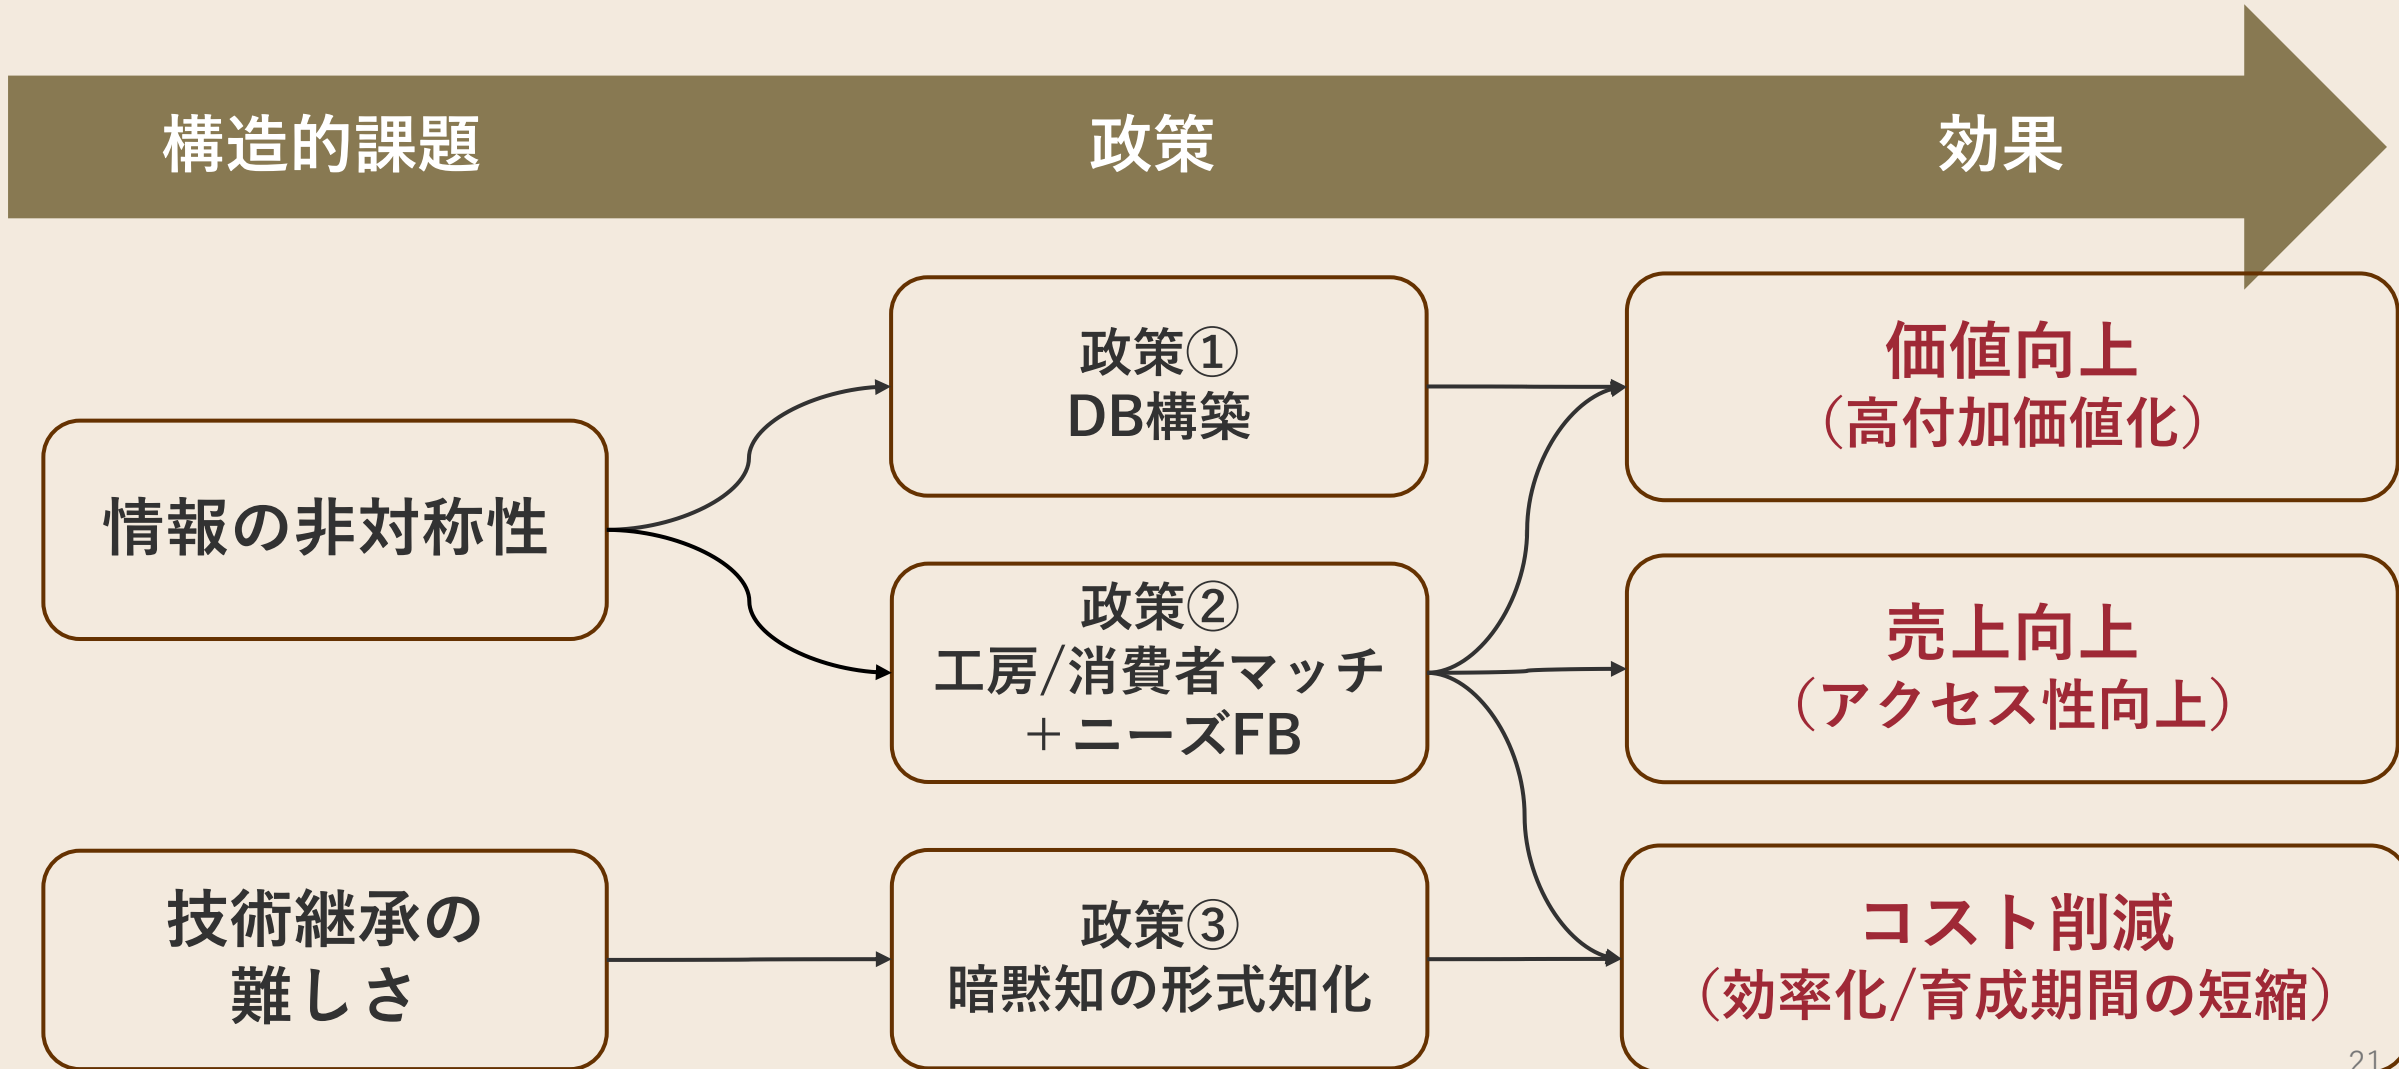 構造的課題
政策
効果
情報の非対称性
技術継承の
難しさ
政策①
DB構築
政策②
工房/消費者マッチ
＋ニーズFB
政策③
暗黙知の形式知化
価値向上
（高付加価値化）
売上向上
（アクセス性向上）
コスト削減
（効率化/育成期間の短縮）
21